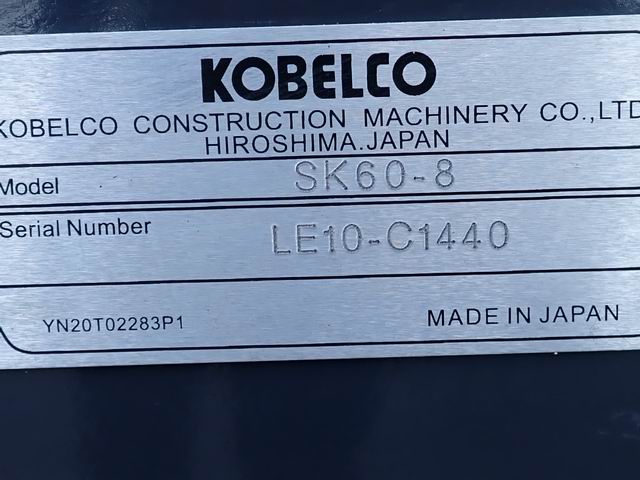 KOBELCO
KOBELCO CONSTRUCTION MACHINERY CO.,LTD
HIROSHIMA.JAPAN
Model SK60-8
Serial Number LE10-C1440
YN20T02283P1 MADE IN JAPAN